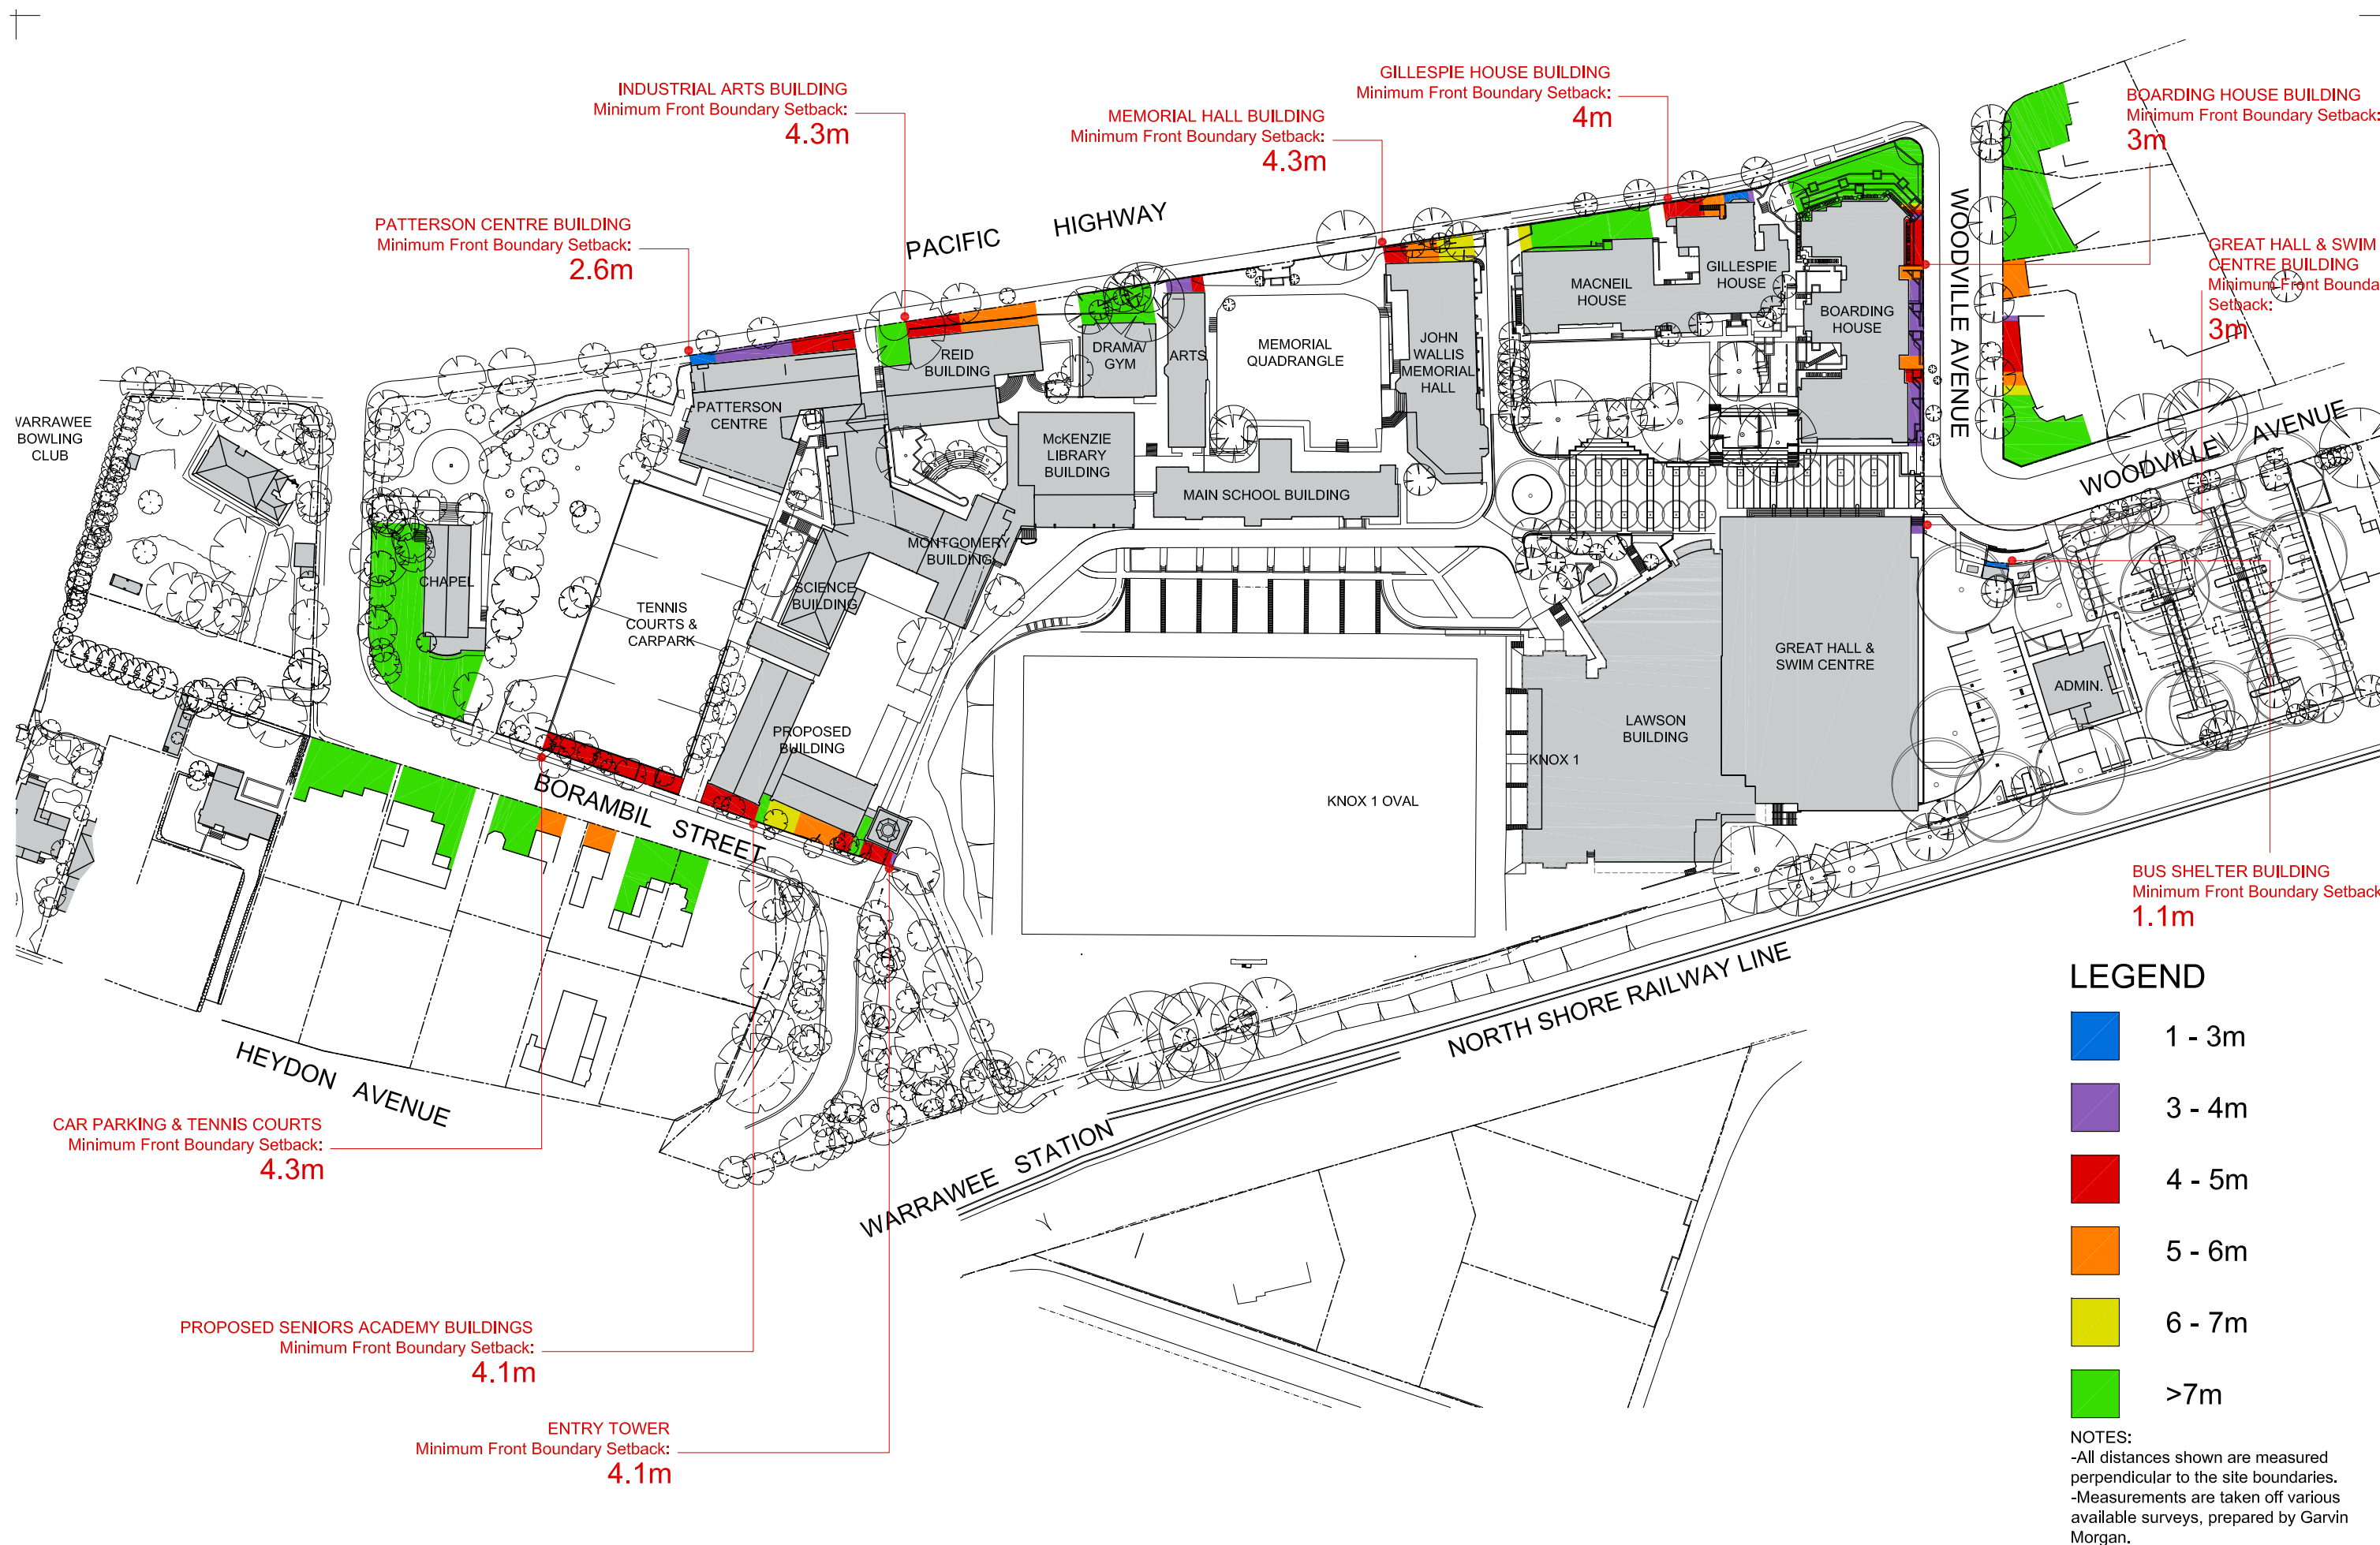 INDUSTRIAL ARTS BUILDING
Minimum Front Boundary Setback:
4.3m
GILLESPIE HOUSE BUILDING
Minimum Front Boundary Setback:
4m
MEMORIAL HALL BUILDING
Minimum Front Boundary Setback:
4.3m
BOARDING HOUSE BUILDING
Minimum Front Boundary Setback:
3m
PATTERSON CENTRE BUILDING
Minimum Front Boundary Setback:
2.6m
PACIFIC HIGHWAY
WOODVILLE AVENUE
GREAT HALL & SWIM
CENTRE BUILDING
Minimum Front Bounda
Setback:
3m
MACNEIL
HOUSE
GILLESPIE
HOUSE
BOARDING
HOUSE
REID
BUILDING
DRAMA/
GYM
ARTS
MEMORIAL
QUADRANGLE
JOHN
WALLIS
MEMORIAL
HALL
PATTERSON
CENTRE
McKENZIE
LIBRARY
BUILDING
MAIN SCHOOL BUILDING
WOODVILLE AVENUE
WARRAWEE
BOWLING
CLUB
MONTGOMERY
BUILDING
CHAPEL
SCIENCE
BUILDING
TENNIS
COURTS &
CARPARK
GREAT HALL &
SWIM CENTRE
ADMIN.
LAWSON
BUILDING
PROPOSED
BUILDING
KNOX 1
KNOX 1 OVAL
BORAMBIL STREET
BUS SHELTER BUILDING
Minimum Front Boundary Setback
1.1m
NORTH SHORE RAILWAY LINE
HEYDON AVENUE
WARRAWEE STATION
CAR PARKING & TENNIS COURTS
Minimum Front Boundary Setback:
4.3m
PROPOSED SENIORS ACADEMY BUILDINGS
Minimum Front Boundary Setback:
4.1m
ENTRY TOWER
Minimum Front Boundary Setback:
4.1m
LEGEND
1 - 3m
3 - 4m
4 - 5m
5 - 6m
6 - 7m
>7m
NOTES:
-All distances shown are measured
perpendicular to the site boundaries.
-Measurements are taken off various
available surveys, prepared by Garvin
Morgan.